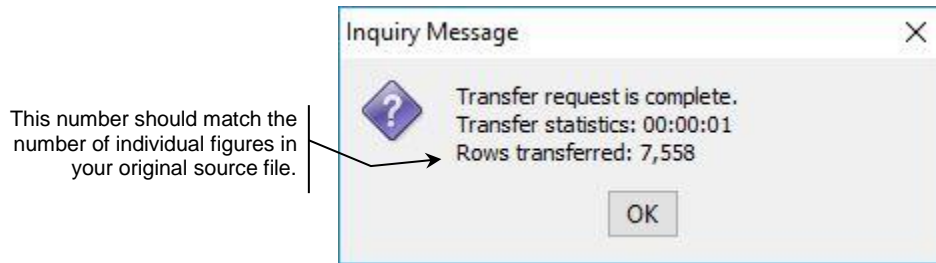 Inquiry Message
Transfer request is complete.
Transfer statistics: 00:00:01
Rows transferred: 7,558
OK
This number should match the
number of individual figures in
your original source file.